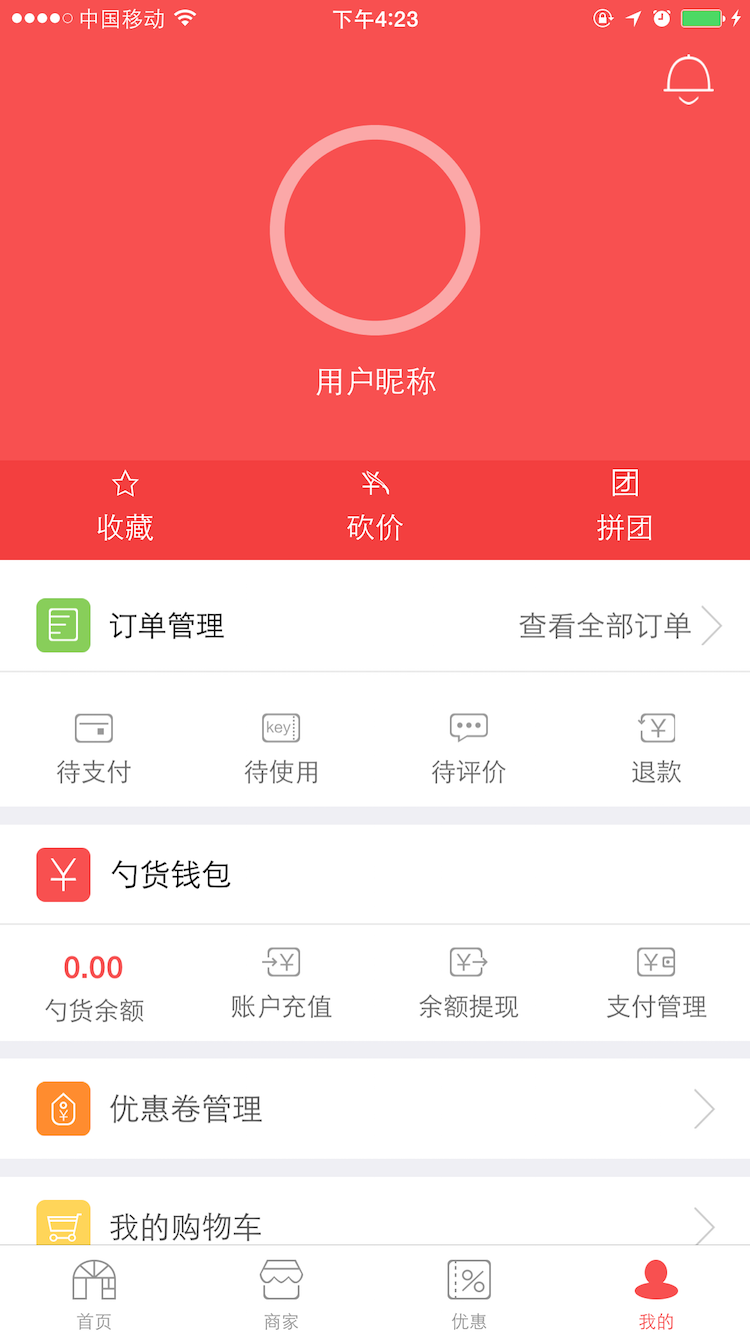 中国移动 下午4:23
用户昵称
收藏 砍价 团 拼团
订单管理 查看全部订单
key
待支付 待使用 待评价 退款
¥ 勺货钱包
0.00 ¥ ¥ ¥
勺货余额 账户充值 余额提现 支付管理
¥ 优惠卷管理
我的购物车
%
首页 商家 优惠 我的